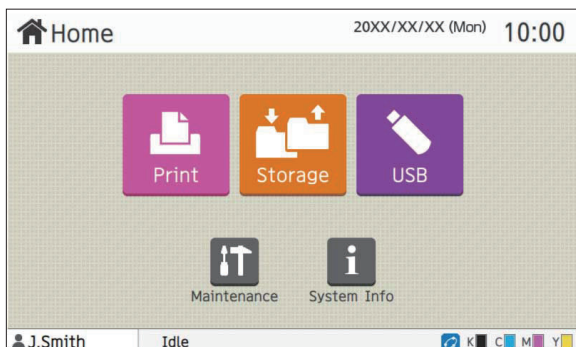 Home
20XX/XX/XX (Mon)
10:00
Print
Storage
USB
Maintenance
System Info
J.Smith
Idle
K C M Y